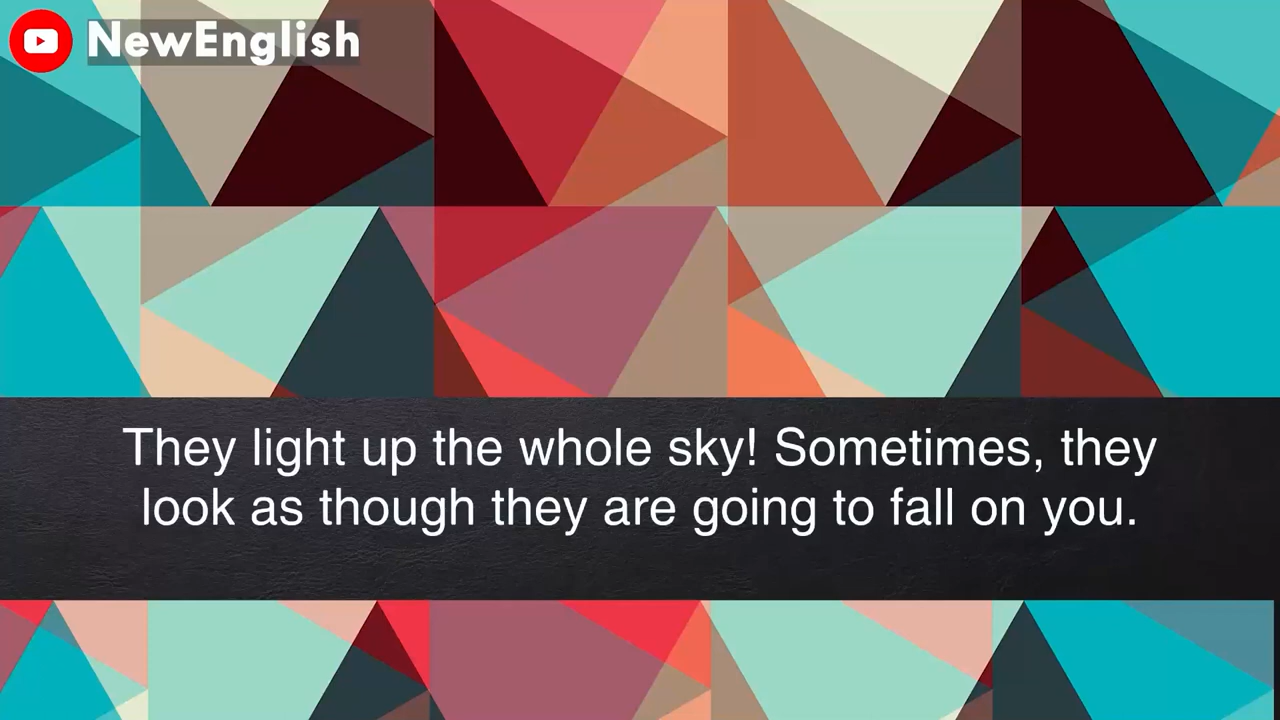 NewEnglish
They light up the whole sky! Sometimes, they
look as though they are going to fall on you.